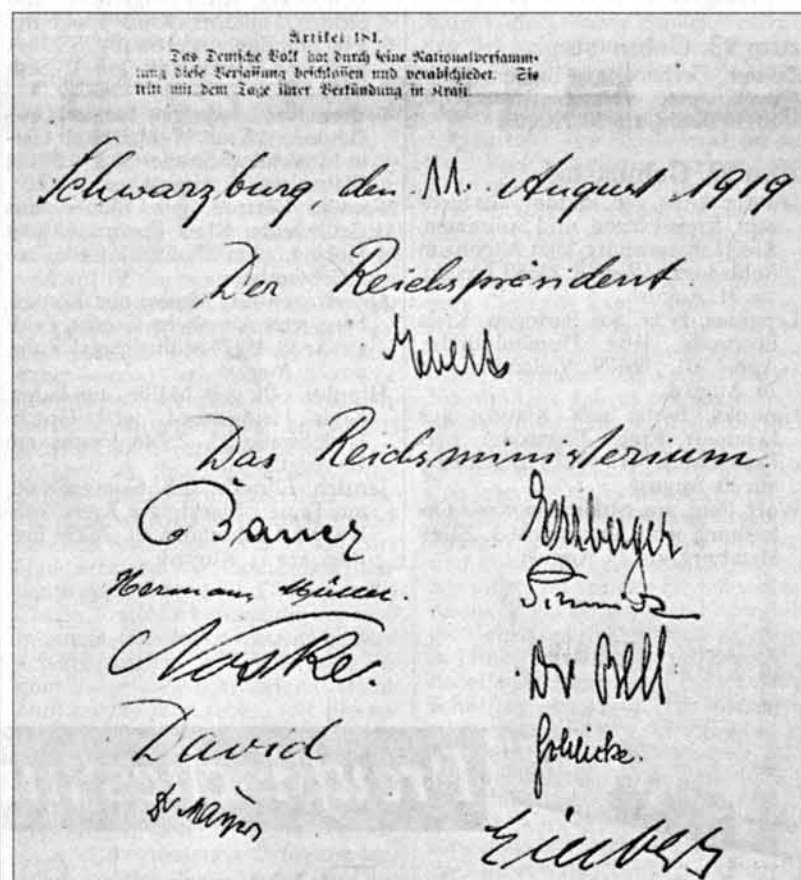 Artikel 181.
Das Deutsche Volk hat durch seine Nationalversamm-
lung diese Verfassung beschlossen und verabschiedet. Sie
tritt mit dem Tage ihrer Verkündung in Kraft.
Schwarzburg, den 11. August 1919
Der Reichspräsident
Ebert
Das Reichsministerium
Bauer Erzberger
Hermann Müller Schmidt
Noske. Dr Bell
David Schlicke.
Dr Mayer Giesberts